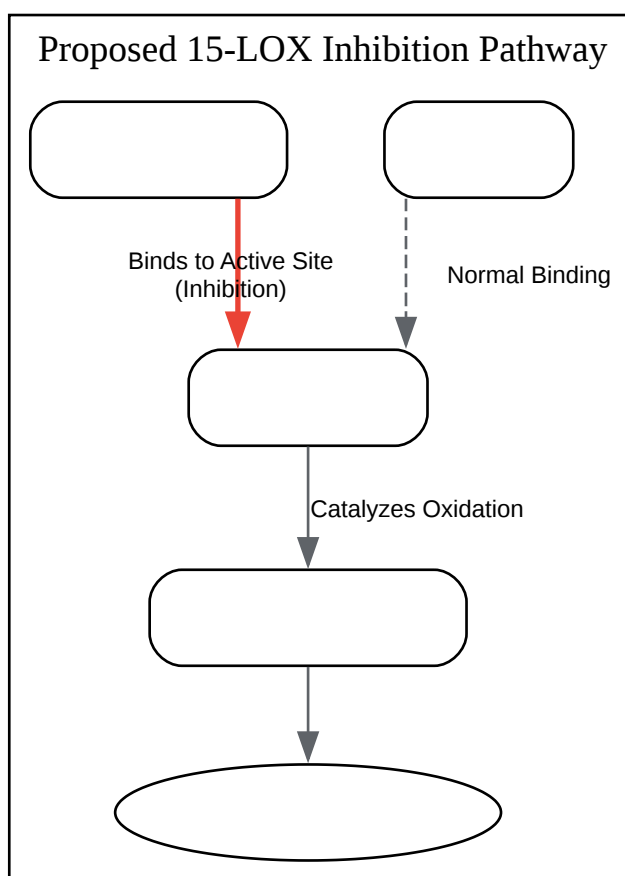 Proposed 15-LOX Inhibition Pathway
Binds to Active Site
(Inhibition)
Normal Binding
Catalyzes Oxidation